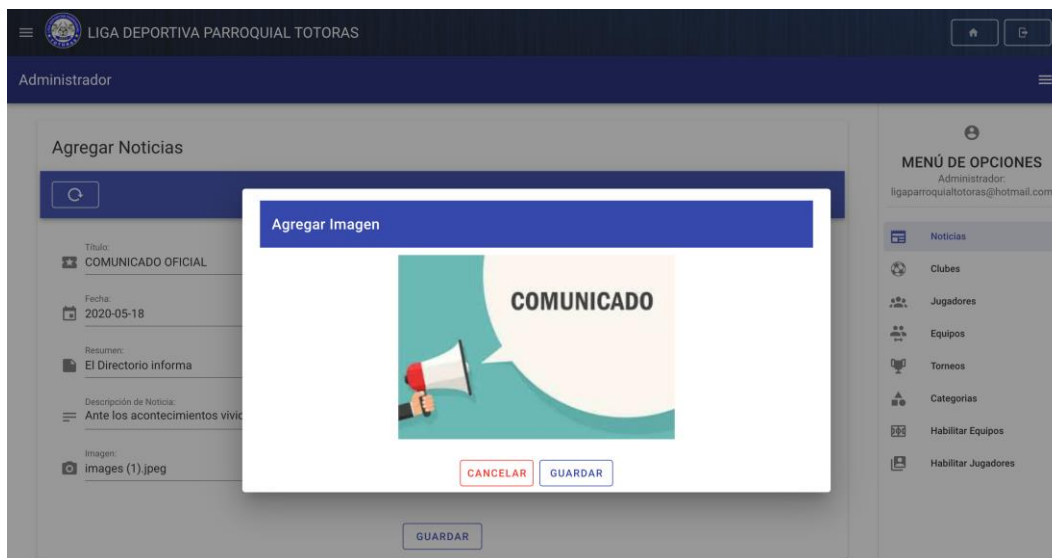 LIGA DEPORTIVA PARROQUIAL TOTORAS
Administrador
Agregar Noticias
Título:
COMUNICADO OFICIAL
Fecha:
2020-05-18
Resumen:
El Directorio informa
Descripción de Noticia:
Ante los acontecimientos vivid
Imagen:
images (1).jpeg
GUARDAR
Agregar Imagen
COMUNICADO
CANCELAR
GUARDAR
MENÚ DE OPCIONES
Administrador:
ligaparroquialtotoras@hotmail.com
Noticias
Clubes
Jugadores
Equipos
Torneos
Categorias
Habilitar Equipos
Habilitar Jugadores